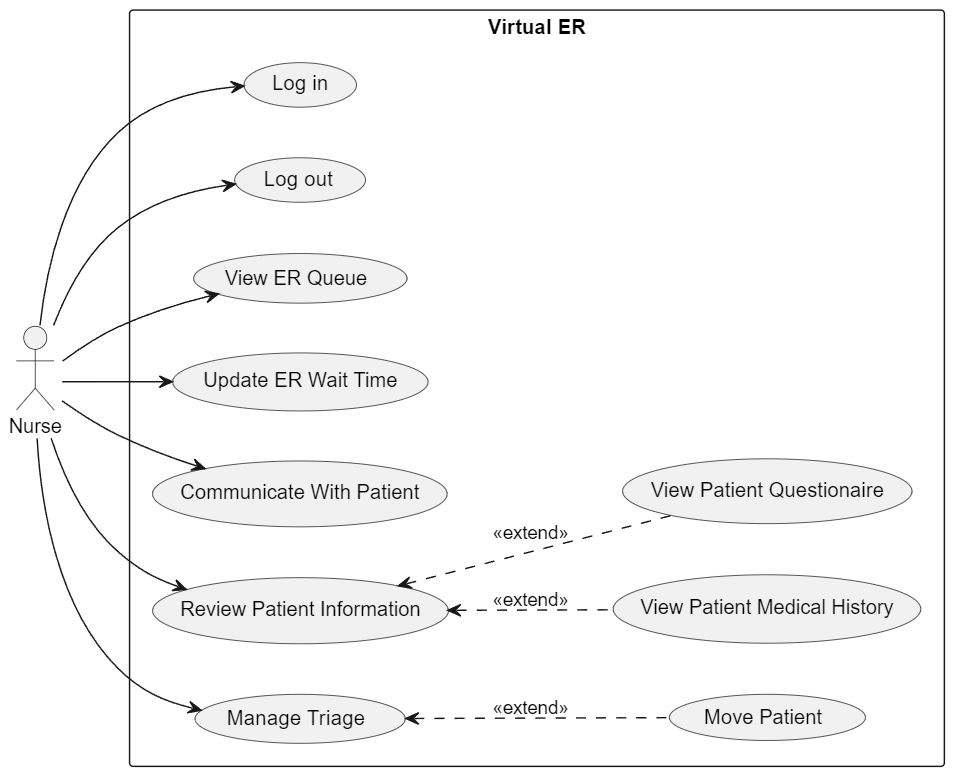 Virtual ER
Log in
Log out
View ER Queue
Update ER Wait Time
Nurse
Communicate With Patient
View Patient Questionaire
«extend»
Review Patient Information
«extend»
View Patient Medical History
Manage Triage
«extend»
Move Patient